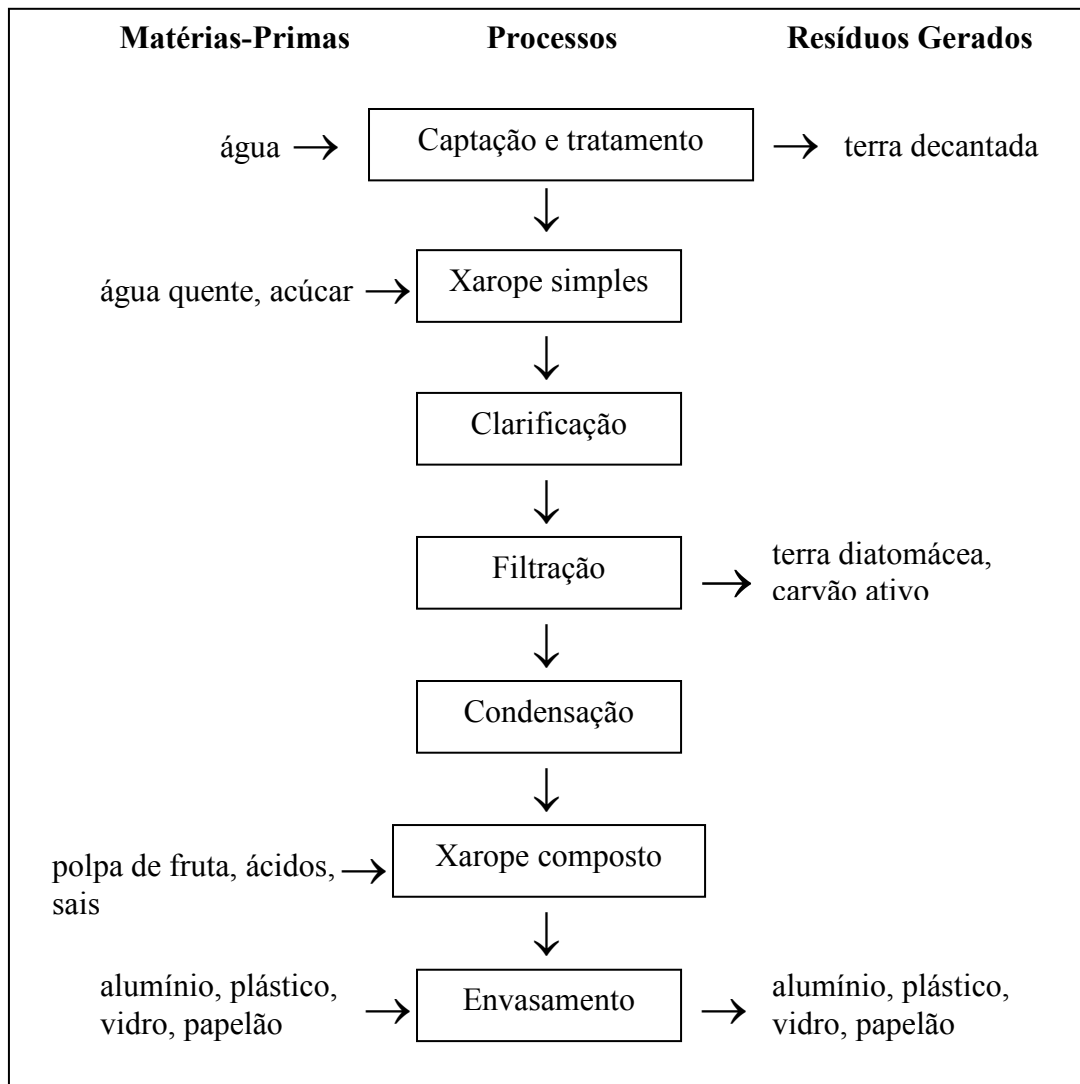 Matérias-Primas Processos Resíduos Gerados
água → Captação e tratamento → terra decantada
↓
água quente, acúcar → Xarope simples
↓
Clarificação
↓
Filtração → terra diatomácea,
carvão ativo
↓
Condensação
↓
polpa de fruta, ácidos, → Xarope composto
sais
↓
alumínio, plástico, → Envasamento → alumínio, plástico,
vidro, papelão vidro, papelão